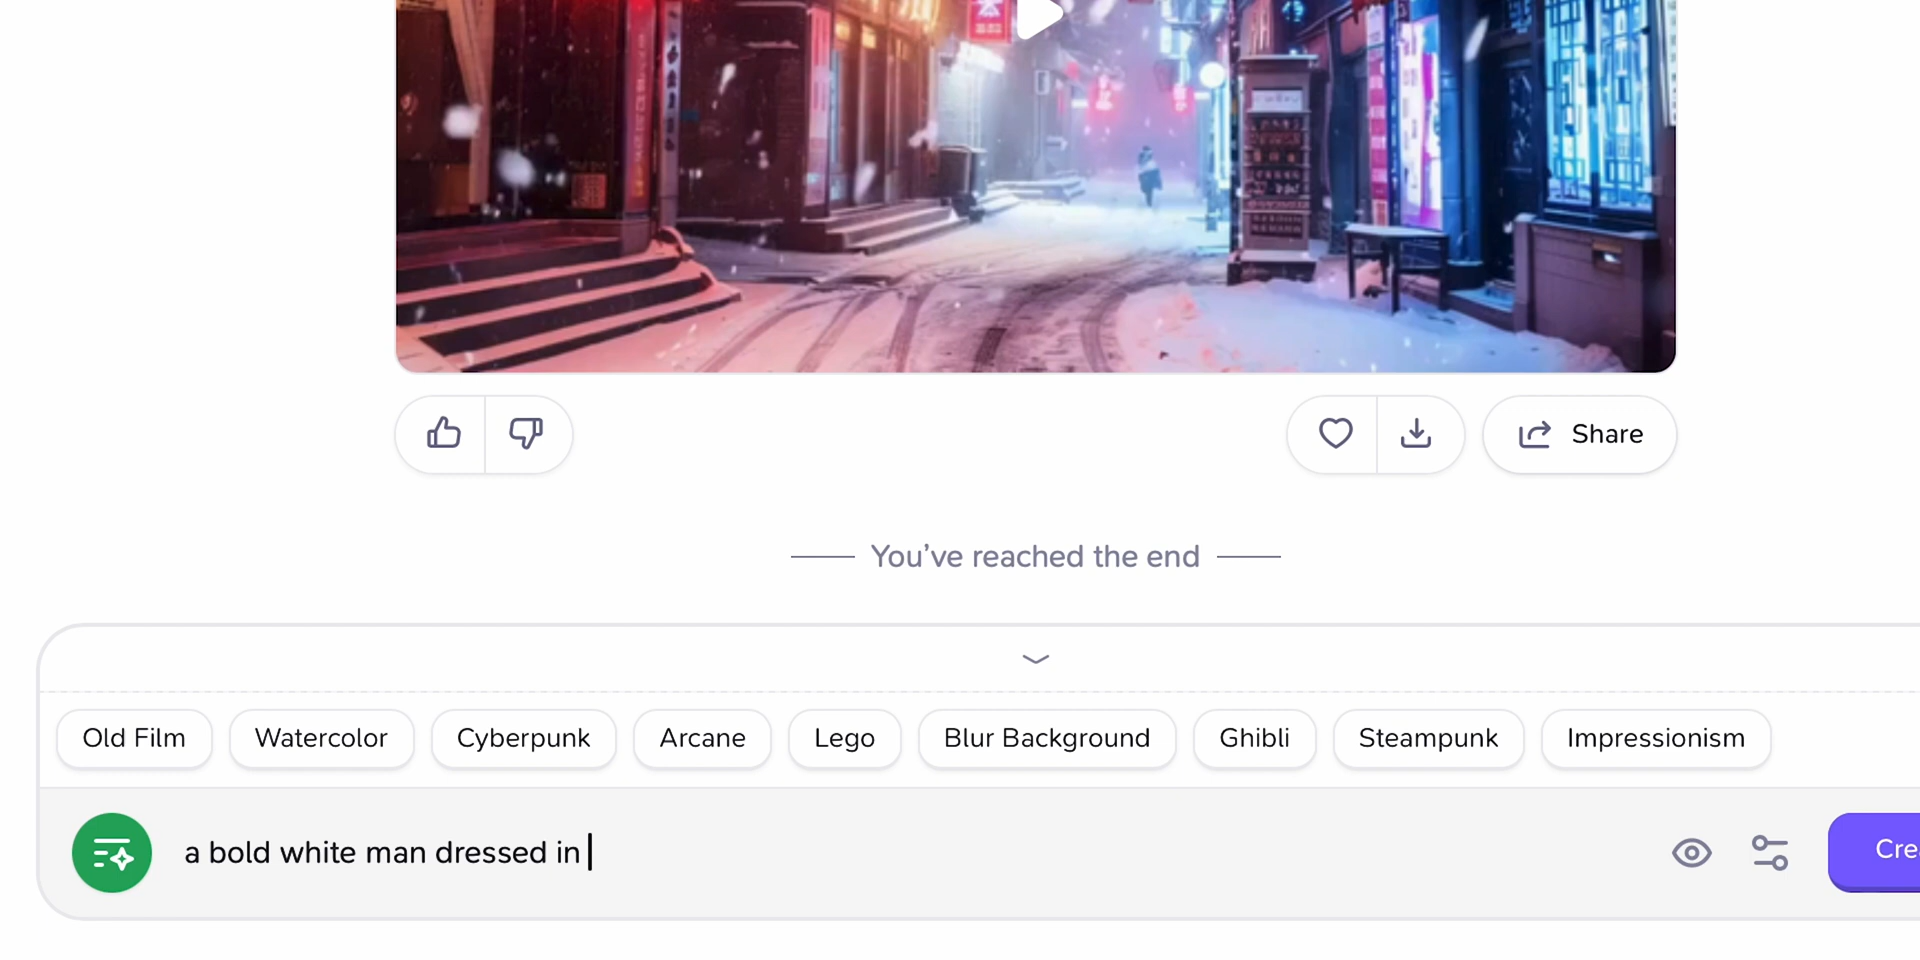 Share
You've reached the end
Old Film Watercolor Cyberpunk Arcane Lego Blur Background Ghibli Steampunk Impressionism
a bold white man dressed in
Cre